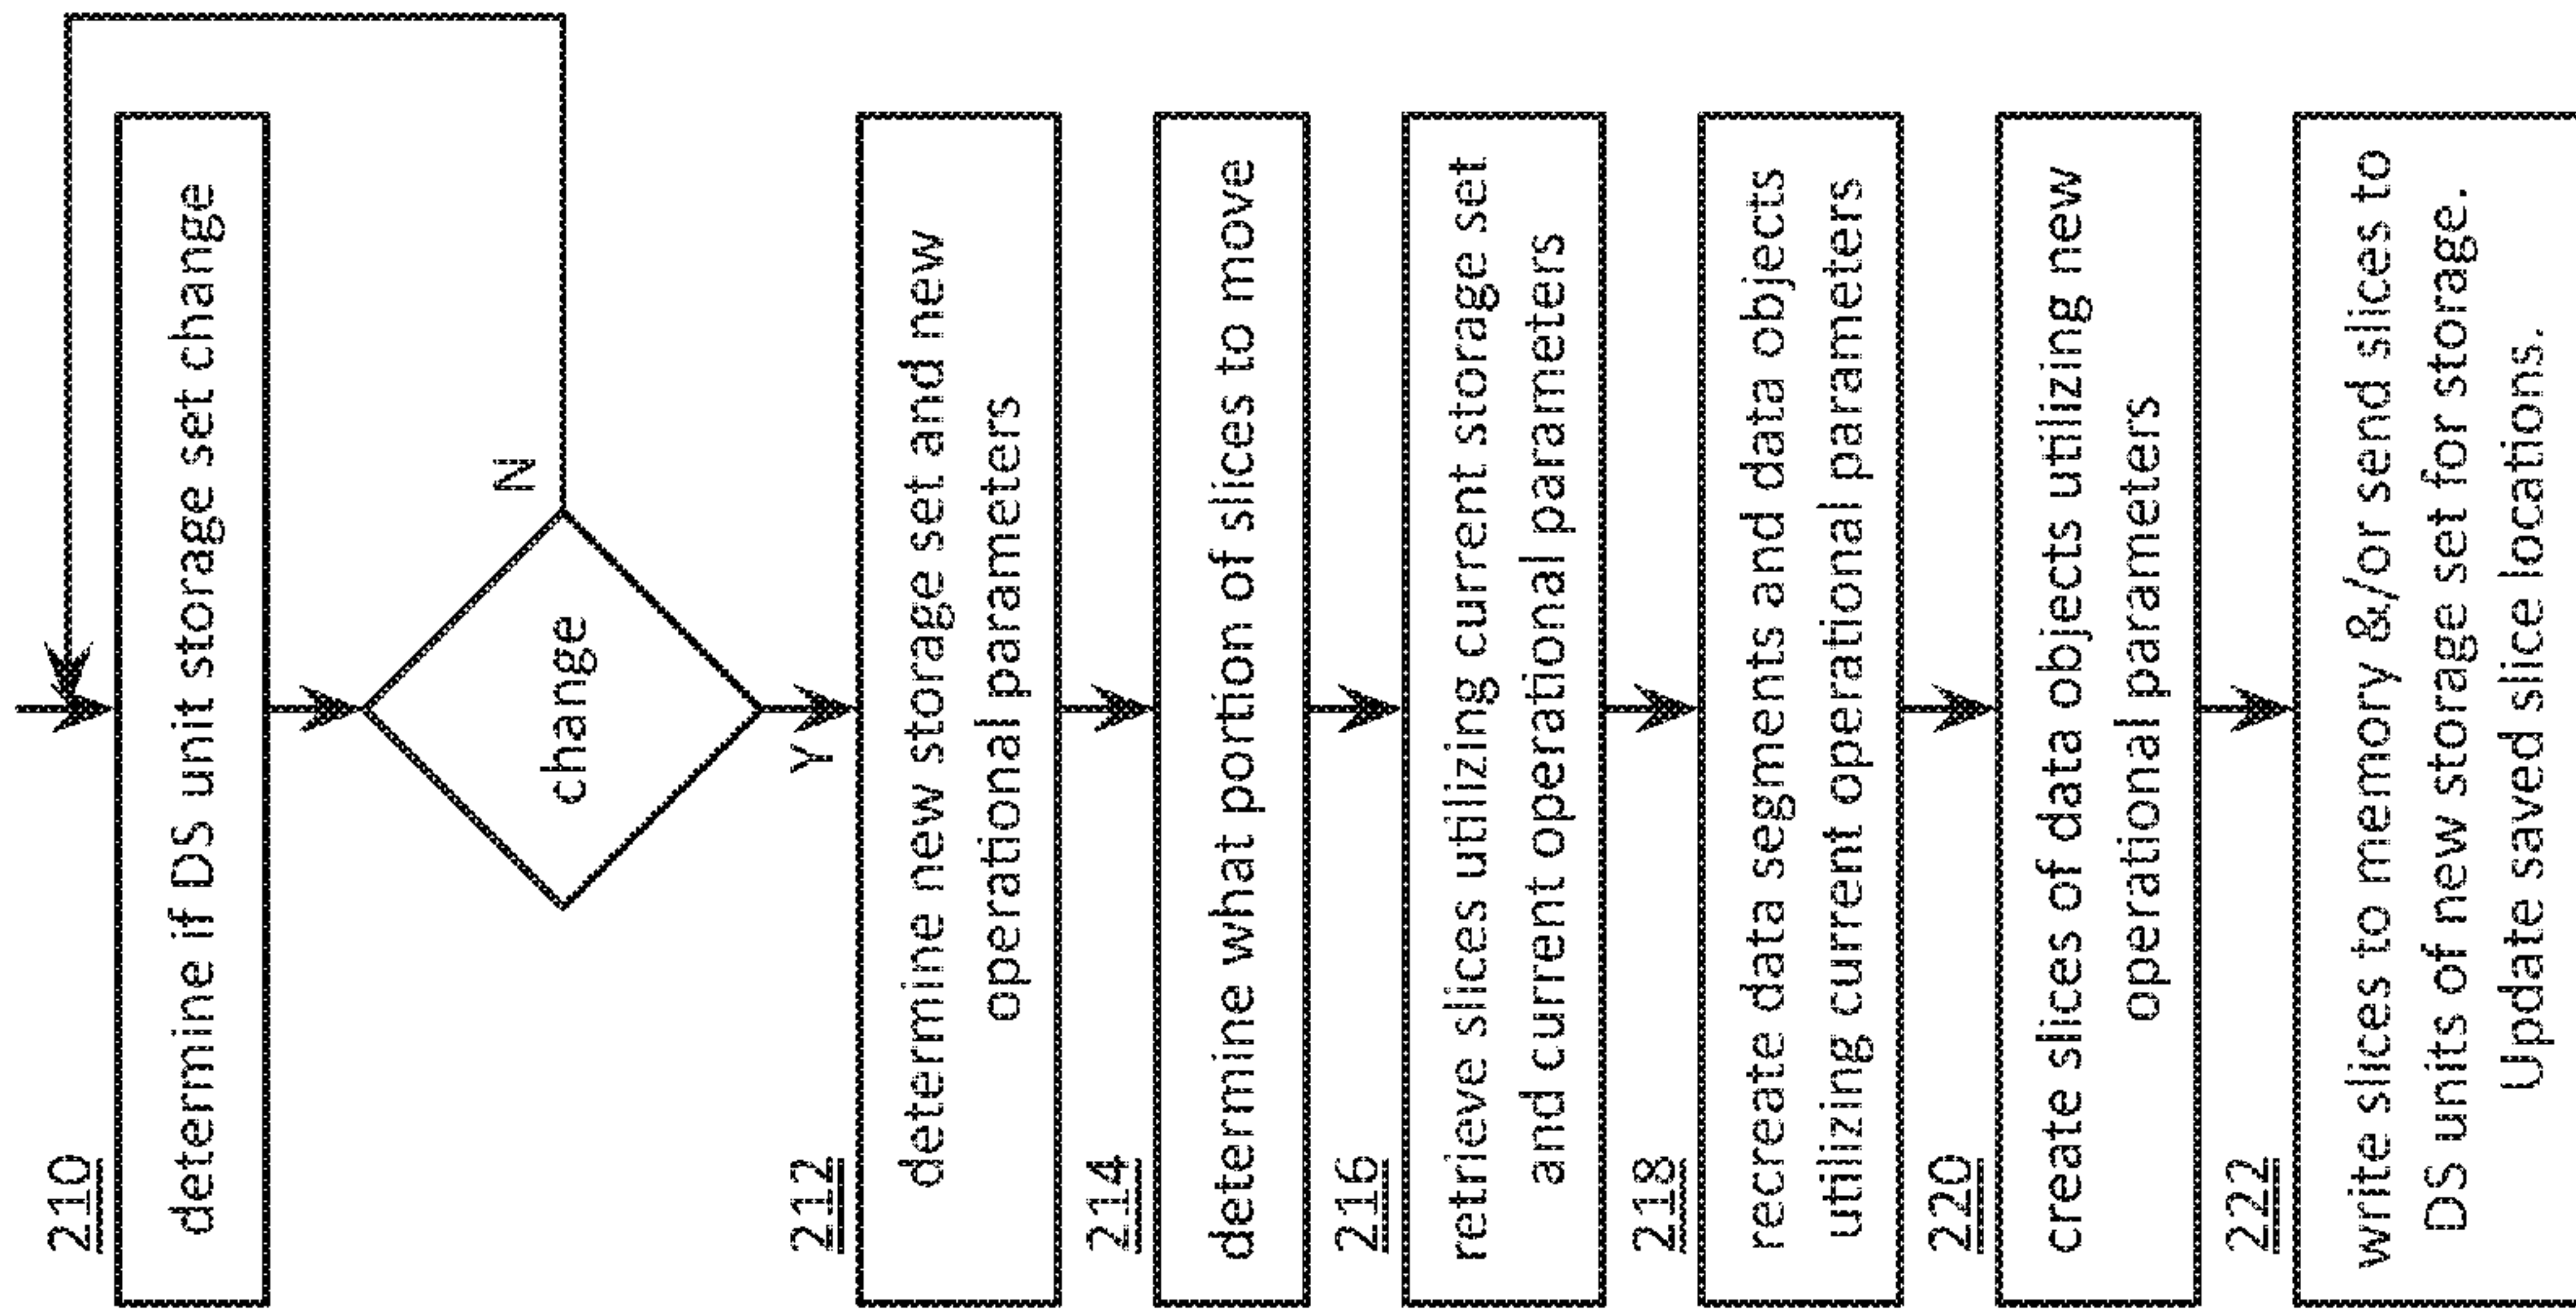 210
determine if DS unit storage set change
change
N
Y
212
determine new storage set and new
operational parameters
214
determine what portion of slices to move
216
retrieve slices utilizing current storage set
and current operational parameters
218
recreate data segments and data objects
utilizing current operational parameters
220
create slices of data objects utilizing new
operational parameters
222
write slices to memory &/or send slices to
DS units of new storage set for storage.
Update saved slice locations.